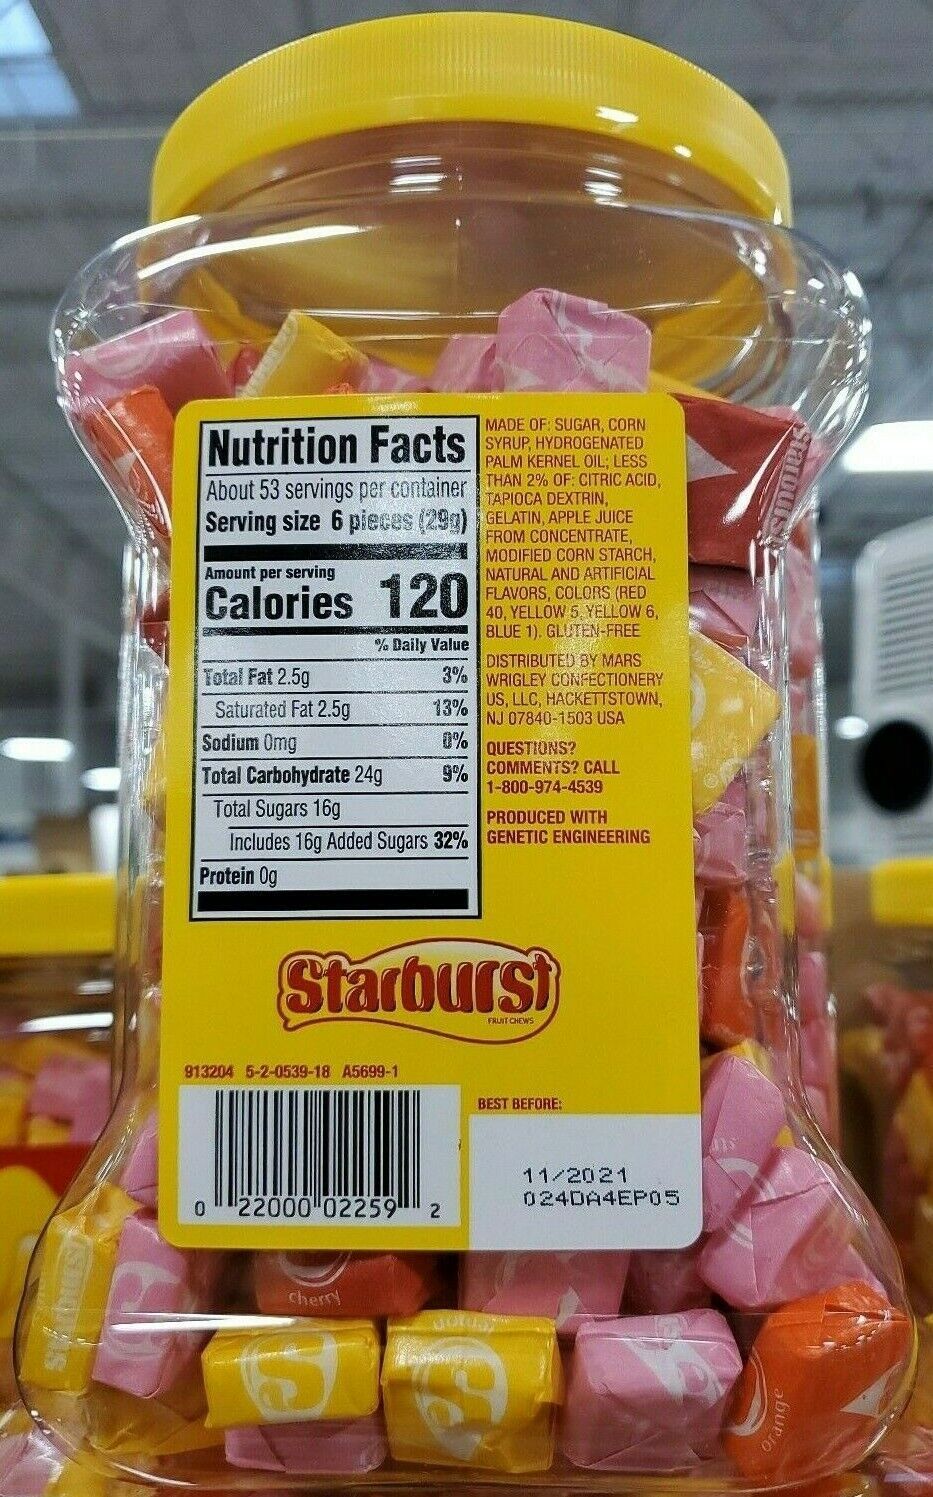 Nutrition Facts
About 53 servings per container
Serving size 6 pieces (29g)
Amount per serving
Calories 120
% Daily Value
Total Fat 2.5g 3%
Saturated Fat 2.5g 13%
Sodium 0mg 0%
Total Carbohydrate 24g 9%
Total Sugars 16g
Includes 16g Added Sugars 32%
Protein 0g
MADE OF: SUGAR, CORN
SYRUP, HYDROGENATED
PALM KERNEL OIL; LESS
THAN 2% OF: CITRIC ACID,
TAPIOCA DEXTRIN,
GELATIN, APPLE JUICE
FROM CONCENTRATE,
MODIFIED CORN STARCH,
NATURAL AND ARTIFICIAL
FLAVORS, COLORS (RED
40, YELLOW 5, YELLOW 6,
BLUE 1). GLUTEN-FREE
DISTRIBUTED BY MARS
WRIGLEY CONFECTIONERY
US, LLC, HACKETTSTOWN,
NJ 07840-1503 USA
QUESTIONS?
COMMENTS? CALL
1-800-974-4539
PRODUCED WITH
GENETIC ENGINEERING
Starburst
FRUIT CHEWS
913204 5-2-0539-18 A5699-1
0 22000 02259 2
BEST BEFORE:
11/2021
024DA4EP05
cherry
orange